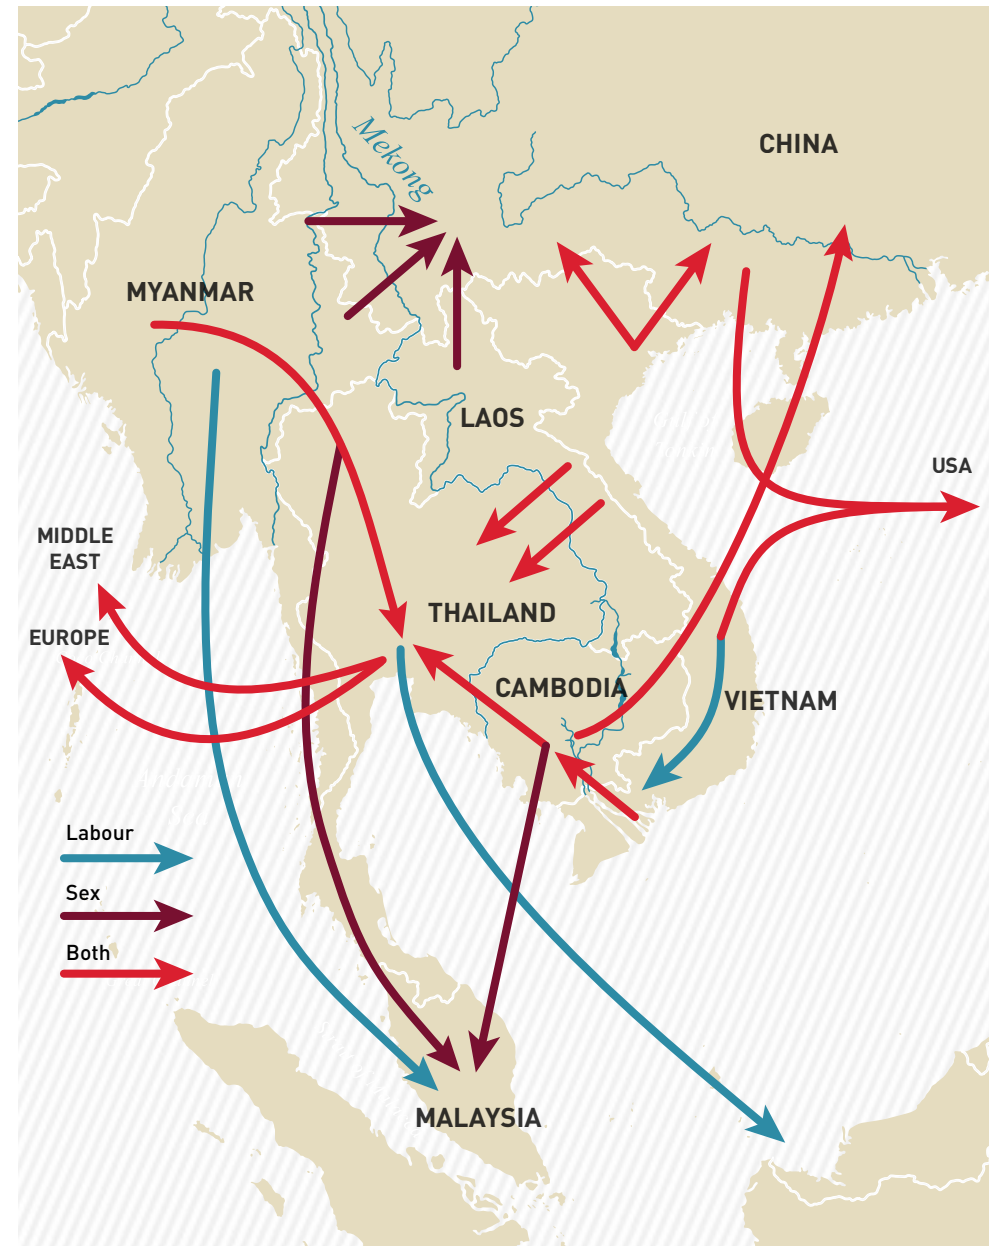 Mekong
CHINA
MYANMAR
LAOS
USA
MIDDLE
EAST
THAILAND
EUROPE
CAMBODIA
VIETNAM
Labour
Sex
Both
MALAYSIA